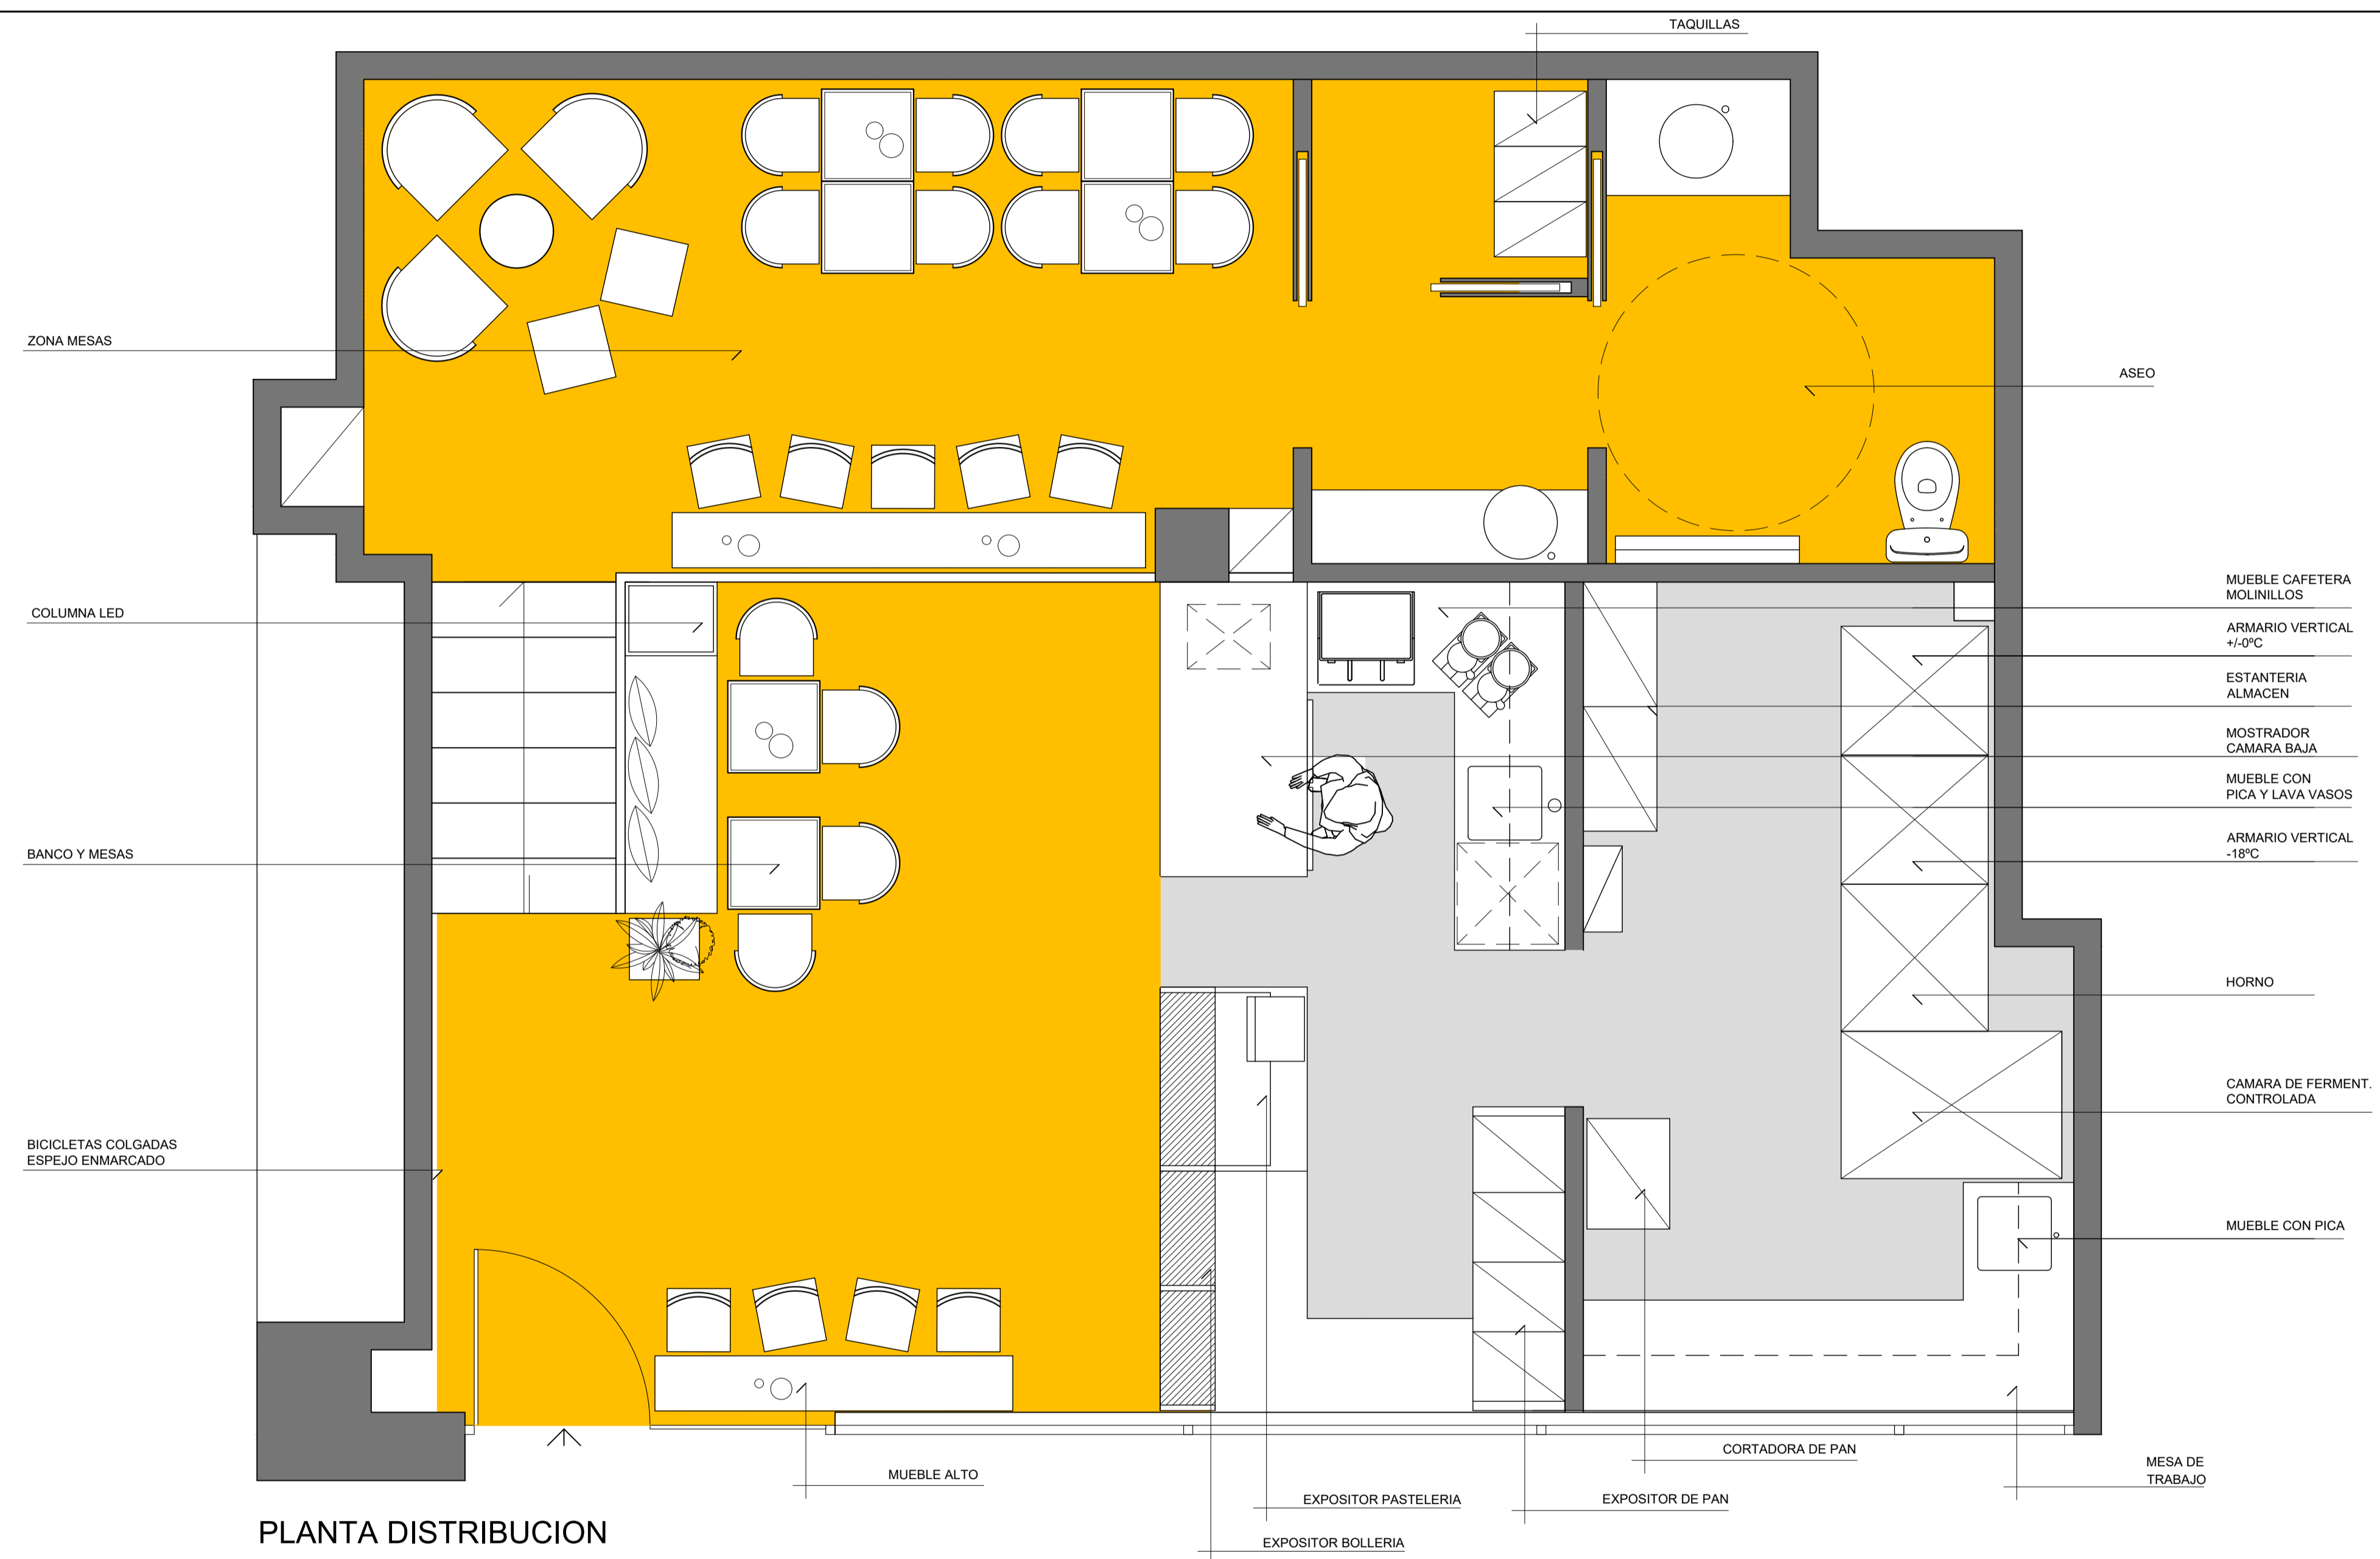 TAQUILLAS
ZONA MESAS
ASEO
COLUMNA LED
MUEBLE CAFETERA
MOLINILLOS
ARMARIO VERTICAL
+/-0ºC
ESTANTERIA
ALMACEN
MOSTRADOR
CAMARA BAJA
MUEBLE CON
PICA Y LAVA VASOS
ARMARIO VERTICAL
-18ºC
BANCO Y MESAS
HORNO
CAMARA DE FERMENT.
CONTROLADA
BICICLETAS COLGADAS
ESPEJO ENMARCADO
MUEBLE CON PICA
CORTADORA DE PAN
MESA DE
TRABAJO
MUEBLE ALTO
EXPOSITOR PASTELERIA
EXPOSITOR DE PAN
EXPOSITOR BOLLERIA
PLANTA DISTRIBUCION